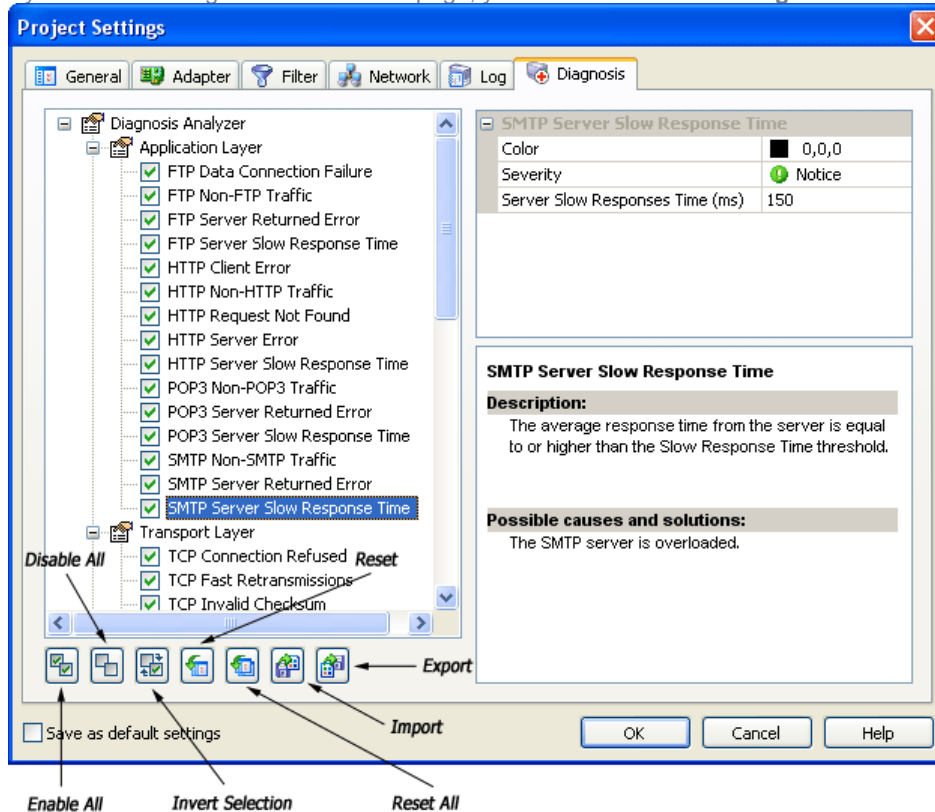 Project Settings
General
Adapter
Filter
Network
Log
Diagnosis
Diagnosis Analyzer
Application Layer
FTP Data Connection Failure
FTP Non-FTP Traffic
FTP Server Returned Error
FTP Server Slow Response Time
HTTP Client Error
HTTP Non-HTTP Traffic
HTTP Request Not Found
HTTP Server Error
HTTP Server Slow Response Time
POP3 Non-POP3 Traffic
POP3 Server Returned Error
POP3 Server Slow Response Time
SMTP Non-SMTP Traffic
SMTP Server Returned Error
SMTP Server Slow Response Time
Transport Layer
TCP Connection Refused
TCP Fast Retransmissions
TCP Invalid Checksum
SMTP Server Slow Response Time
Color 0,0,0
Severity Notice
Server Slow Responses Time (ms) 150
SMTP Server Slow Response Time
Description:
The average response time from the server is equal
to or higher than the Slow Response Time threshold.
Possible causes and solutions:
The SMTP server is overloaded.
Disable All
Reset
Export
Import
Save as default settings
OK
Cancel
Help
Enable All
Invert Selection
Reset All